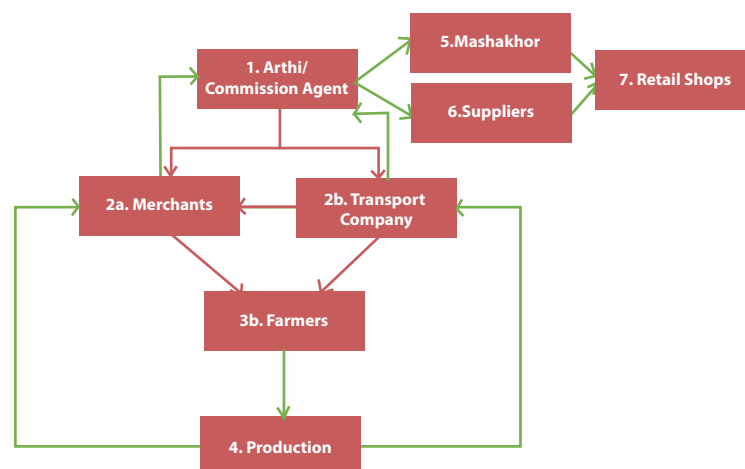 1. Arthi/
Commission Agent
5.Mashakhor
6.Suppliers
7. Retail Shops
2a. Merchants
2b. Transport
Company
3b. Farmers
4. Production